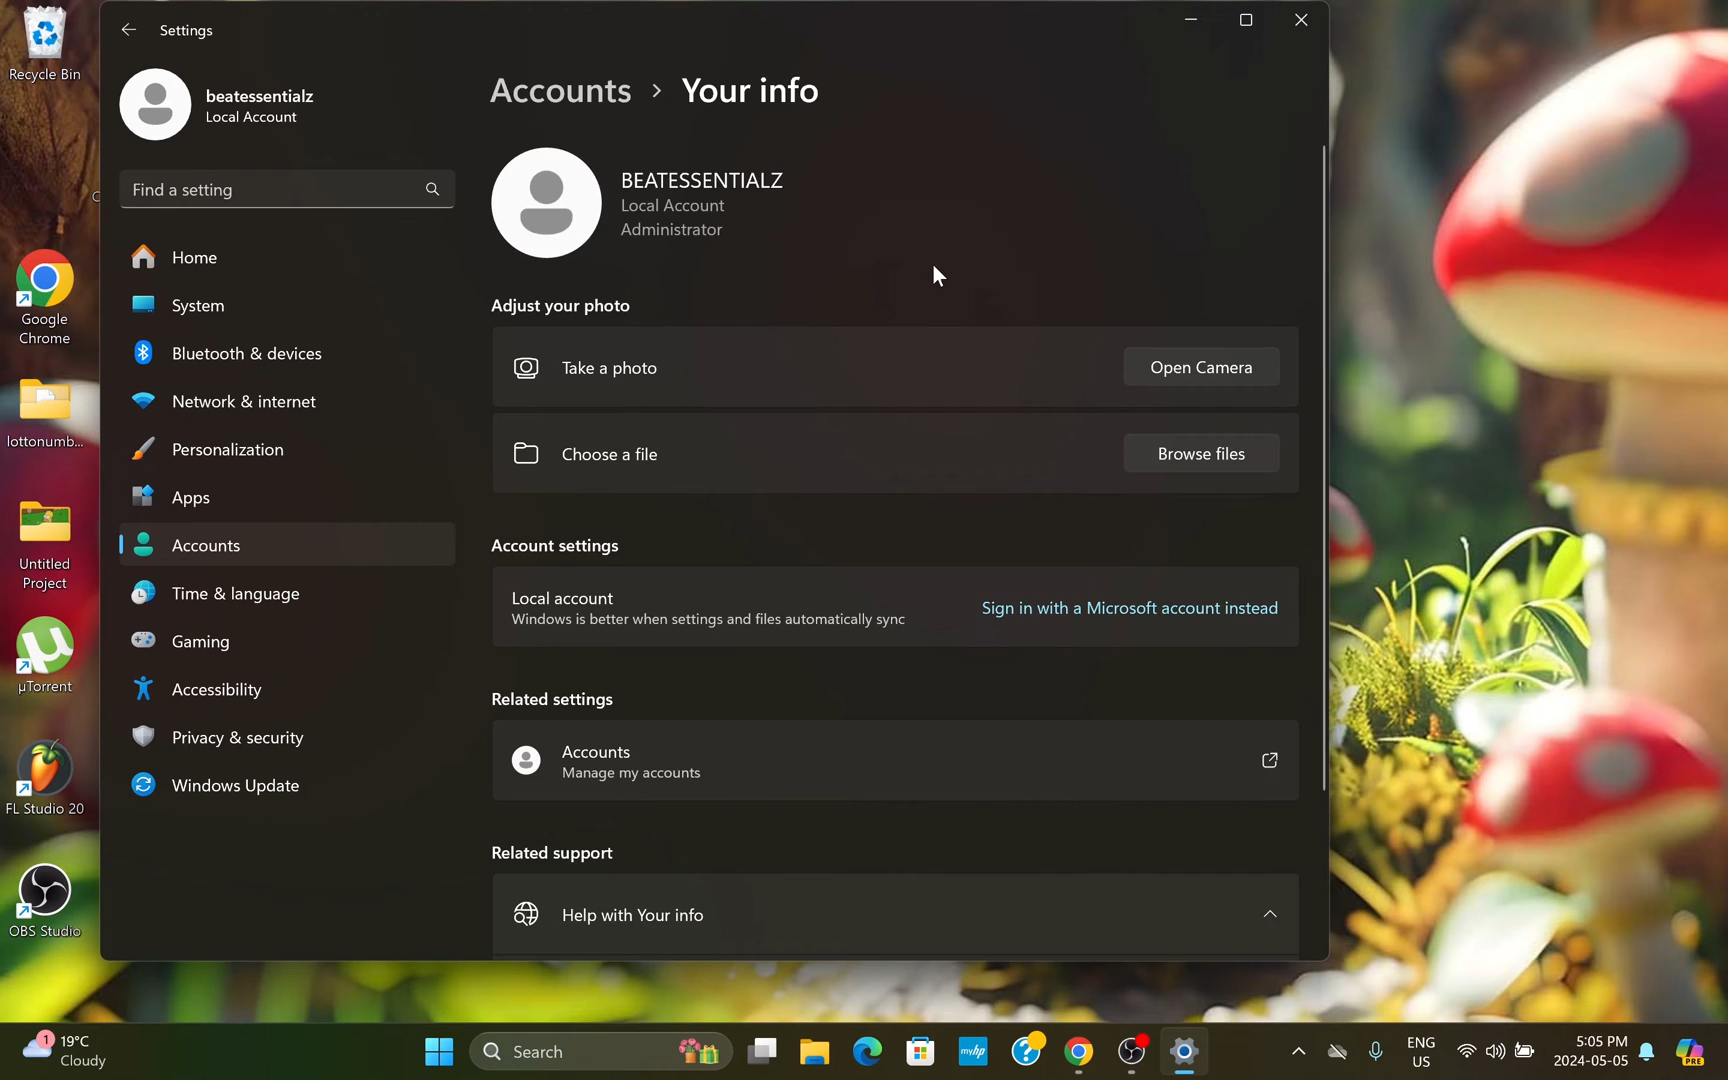 Recycle Bin
Google
Chrome
lottonumb...
Untitled
Project
µTorrent
FL Studio 20
OBS Studio
Settings
beatessentialz
Local Account
Find a setting
Home
System
Bluetooth & devices
Network & internet
Personalization
Apps
Accounts
Time & language
Gaming
Accessibility
Privacy & security
Windows Update
Accounts > Your info
BEATESSENTIALZ
Local Account
Administrator
Adjust your photo
Take a photo
Open Camera
Choose a file
Browse files
Account settings
Local account
Windows is better when settings and files automatically sync
Sign in with a Microsoft account instead
Related settings
Accounts
Manage my accounts
Related support
Help with Your info
1
19°C
Cloudy
Search
myhp
ENG
US
5:05 PM
2024-05-05
PRE